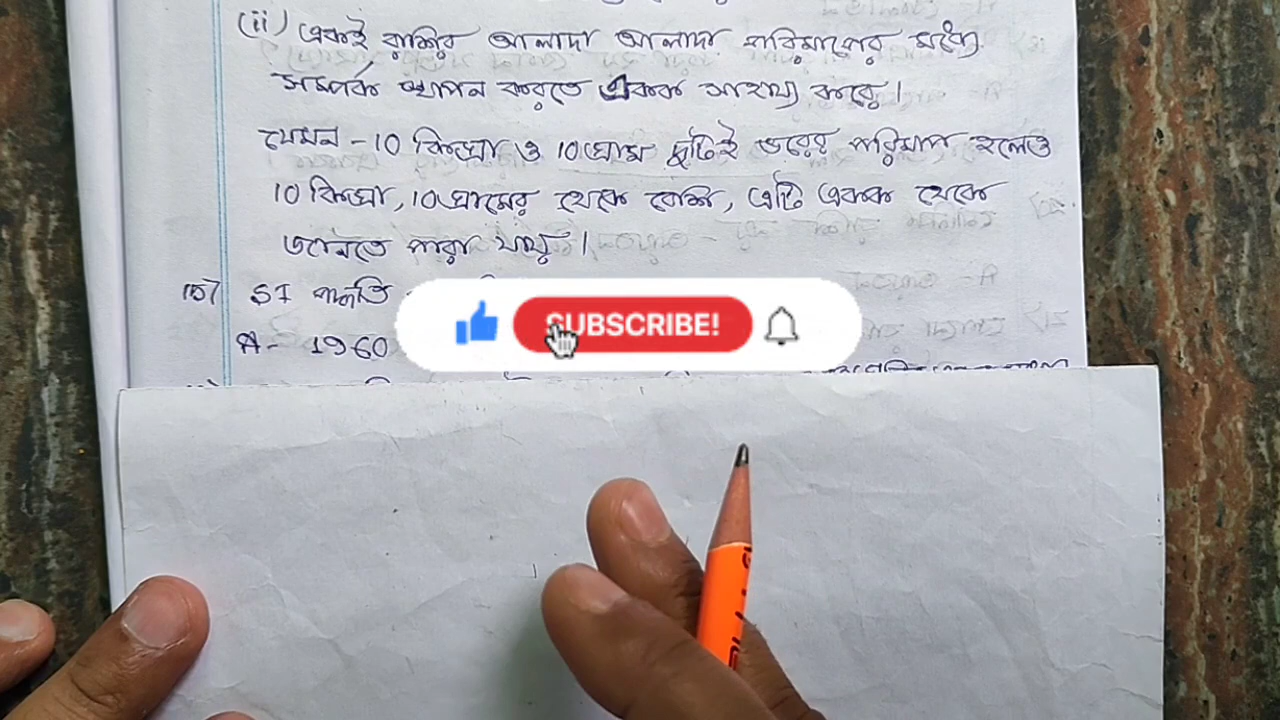 (ii) একই রাশির আলাদা আলাদা পরিমাপের মধ্যে
সম্পর্ক স্থাপন করতে একক সাহায্য করে।
যেমন - 10 কিগ্রা ও 10 গ্রাম দুটিই ভরের পরিমাপ হলেও
10 কিগ্রা, 10 গ্রামের থেকে বেশি, এটি একক থেকে
জানতে পারা যায়।
SI পদ্ধতি
A- 1960
SUBSCRIBE!